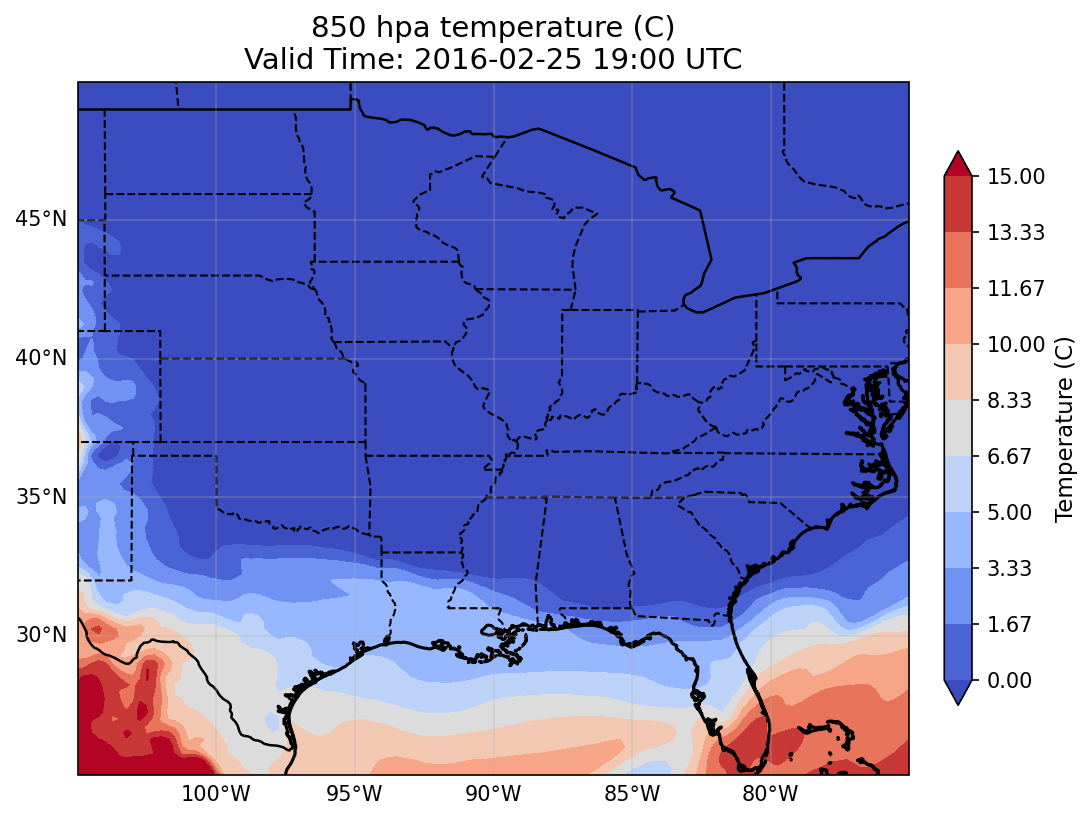 850 hpa temperature (C)
Valid Time: 2016-02-25 19:00 UTC
45°N
40°N
35°N
30°N
100°W
95°W
90°W
85°W
80°W
15.00
13.33
11.67
10.00
8.33
6.67
5.00
3.33
1.67
0.00
Temperature (C)